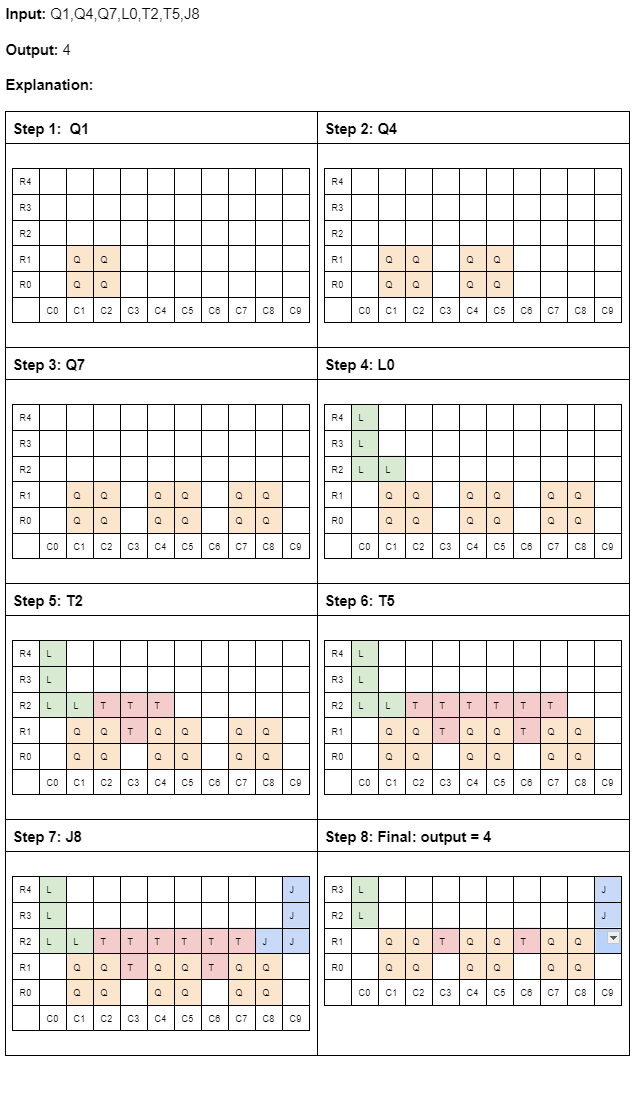 Input: Q1,Q4,Q7,L0,T2,T5,J8
Output: 4
Explanation:
Step 1: Q1
Step 2: Q4
R4
R3
R2
R1 Q Q
R0 Q Q
C0 C1 C2 C3 C4 C5 C6 C7 C8 C9
R4
R3
R2
R1 Q Q Q Q
R0 Q Q Q Q
C0 C1 C2 C3 C4 C5 C6 C7 C8 C9
Step 3: Q7
Step 4: L0
R4
R3
R2
R1 Q Q Q Q Q Q
R0 Q Q Q Q Q Q
C0 C1 C2 C3 C4 C5 C6 C7 C8 C9
R4 L
R3 L
R2 L L
R1 Q Q Q Q Q Q
R0 Q Q Q Q Q Q
C0 C1 C2 C3 C4 C5 C6 C7 C8 C9
Step 5: T2
Step 6: T5
R4 L
R3 L
R2 L L T T T
R1 Q Q T Q Q Q Q
R0 Q Q Q Q Q Q
C0 C1 C2 C3 C4 C5 C6 C7 C8 C9
R4 L
R3 L
R2 L L T T T T T T
R1 Q Q T Q Q T Q Q
R0 Q Q Q Q Q Q
C0 C1 C2 C3 C4 C5 C6 C7 C8 C9
Step 7: J8
Step 8: Final: output = 4
R4 L J
R3 L J
R2 L L T T T T T T J J
R1 Q Q T Q Q T Q Q
R0 Q Q Q Q Q Q
C0 C1 C2 C3 C4 C5 C6 C7 C8 C9
R3 L J
R2 L J
R1 Q Q T Q Q T Q Q
R0 Q Q Q Q Q Q
C0 C1 C2 C3 C4 C5 C6 C7 C8 C9